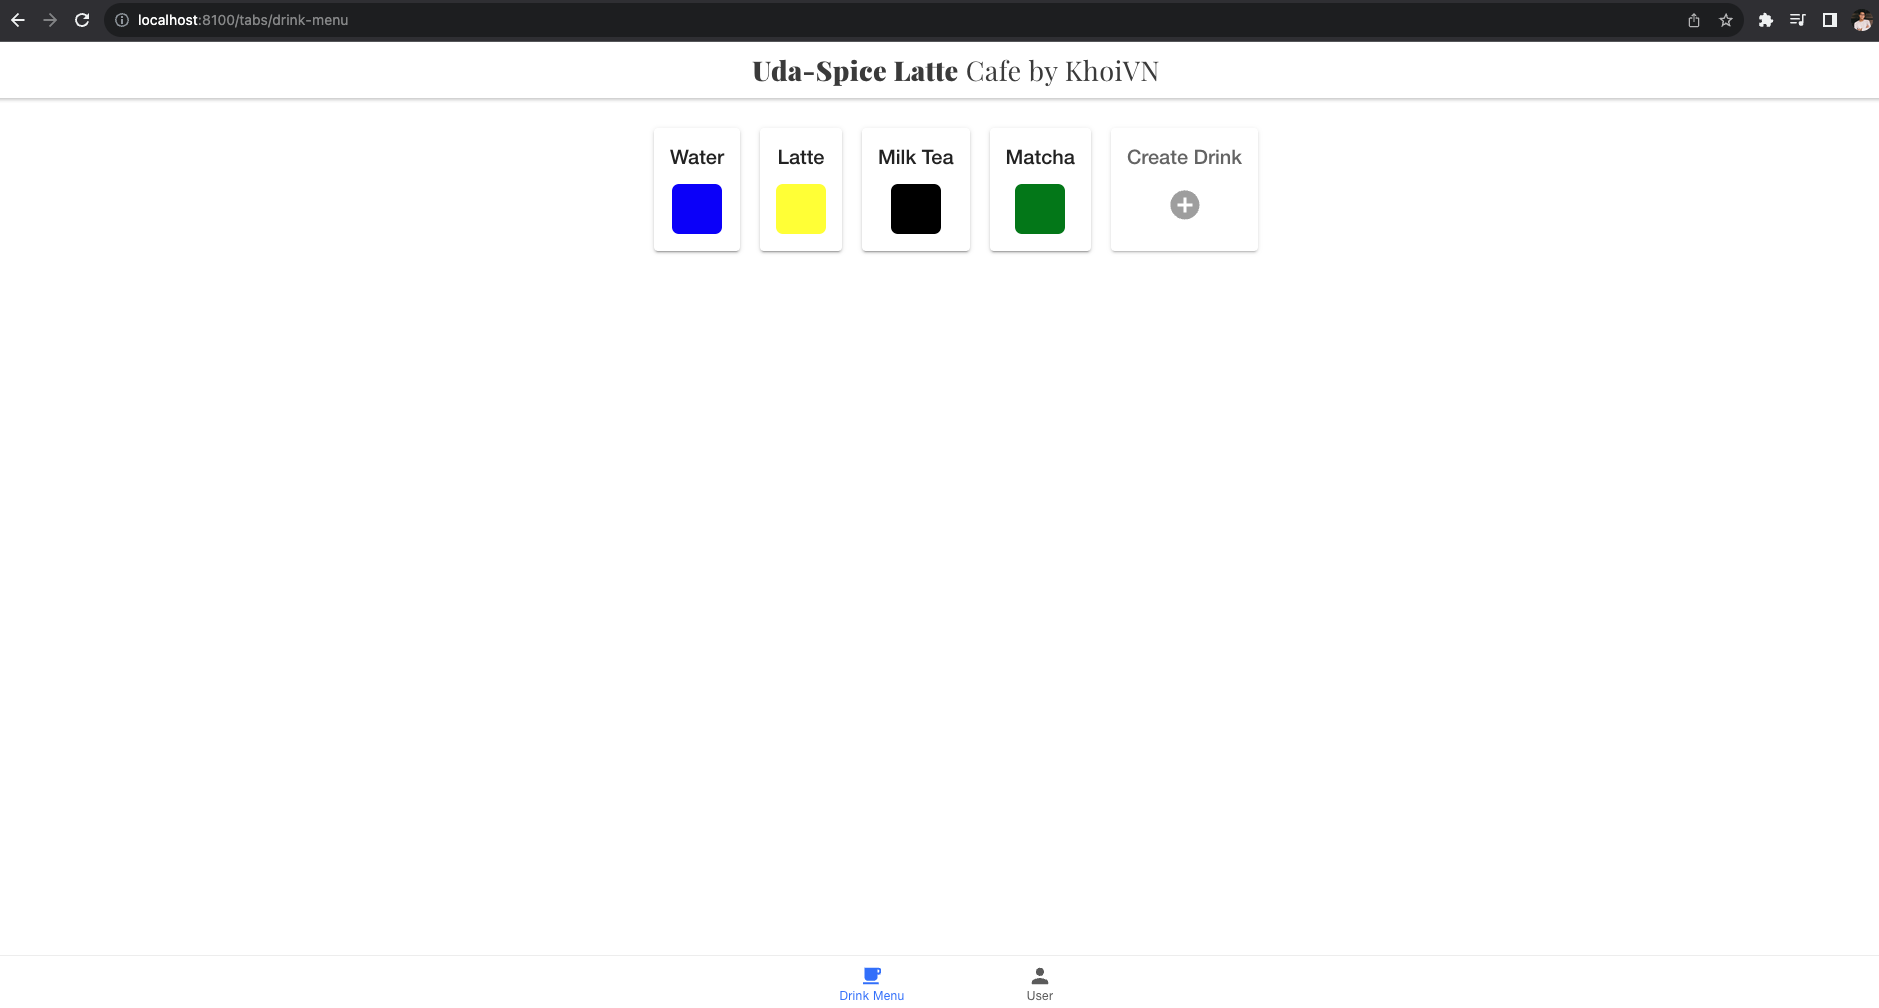 localhost:8100/tabs/drink-menu
Uda-Spice Latte Cafe by KhoiVN
Water
Latte
Milk Tea
Matcha
Create Drink
Drink Menu
User